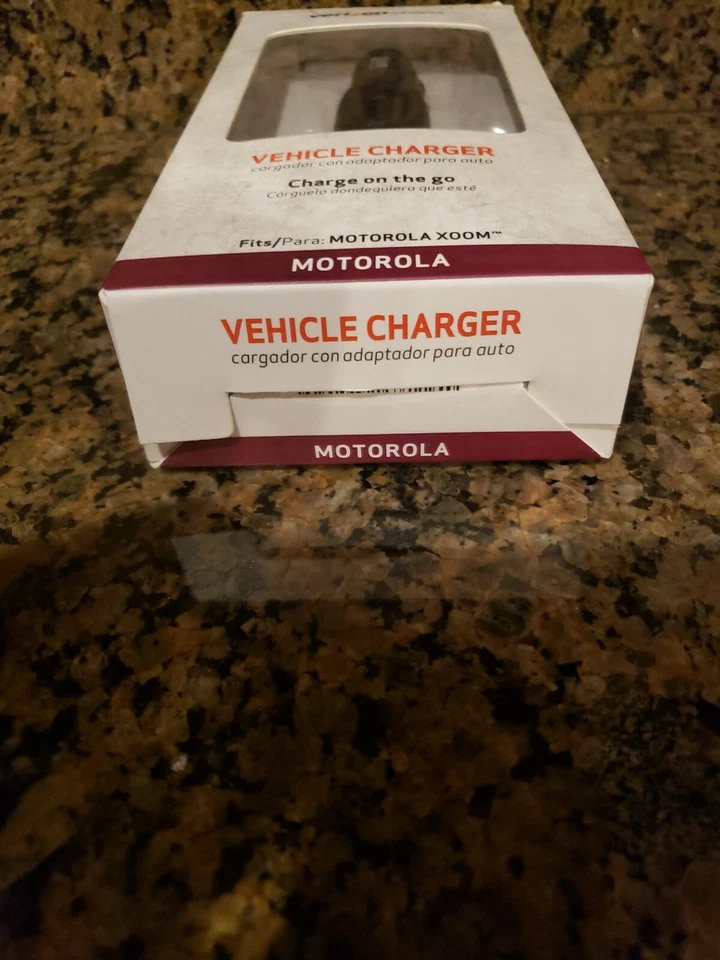 verizon
VEHICLE CHARGER
cargador con adaptador para auto
Charge on the go
Cárguelo dondequiera que esté
Fits/Para: MOTOROLA XOOM™
MOTOROLA
VEHICLE CHARGER
cargador con adaptador para auto
MOTOROLA